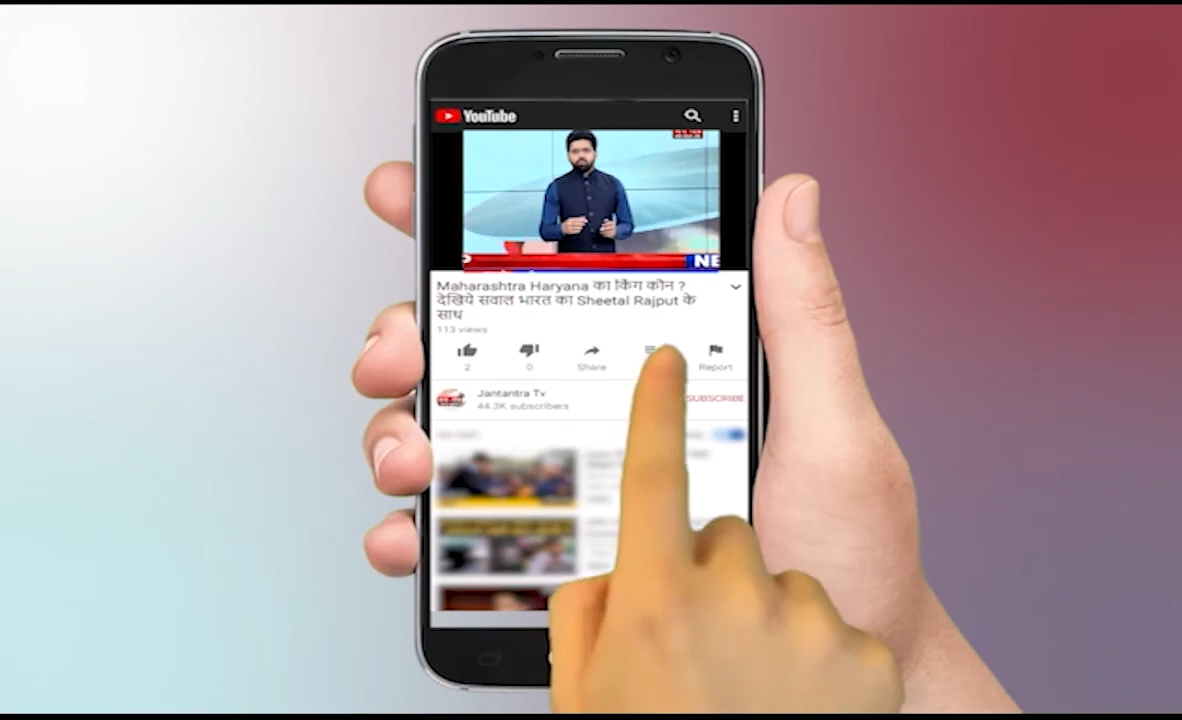 YouTube
NE
Maharashtra Haryana का किंग कौन ?
देखिये सवाल भारत का Sheetal Rajput के
साथ
113 views
2
0
Share
Report
Jantantra Tv
44.3K subscribers
SUBSCRIBE